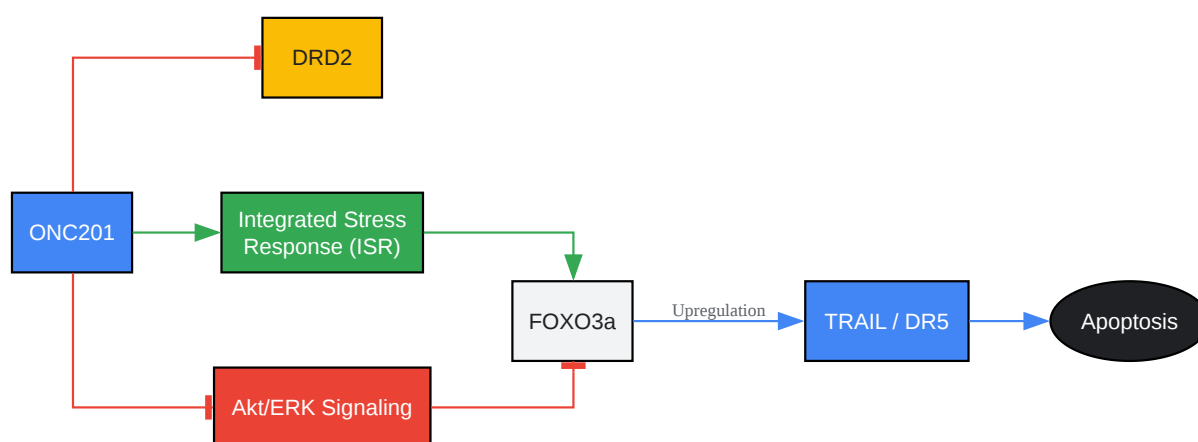 DRD2
ONC201
Integrated Stress
Response (ISR)
FOXO3a
Upregulation
TRAIL / DR5
Apoptosis
Akt/ERK Signaling